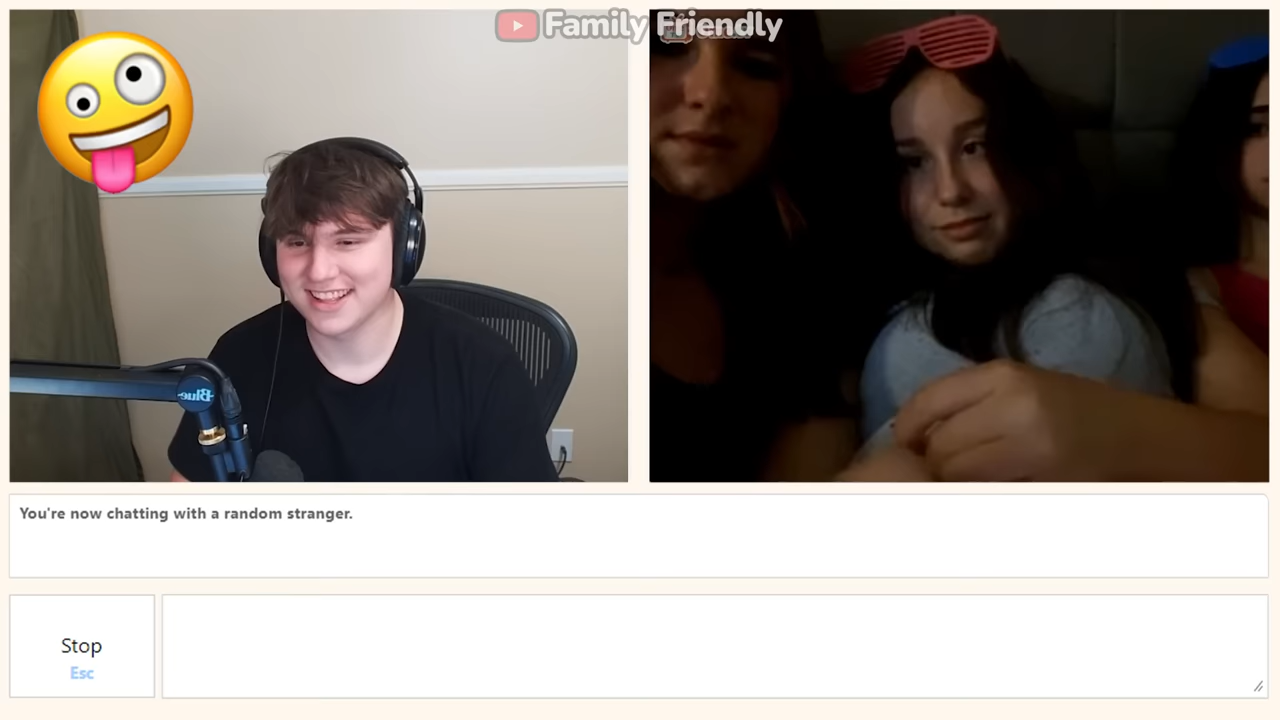 Family Friendly
You're now chatting with a random stranger.
Stop
Esc